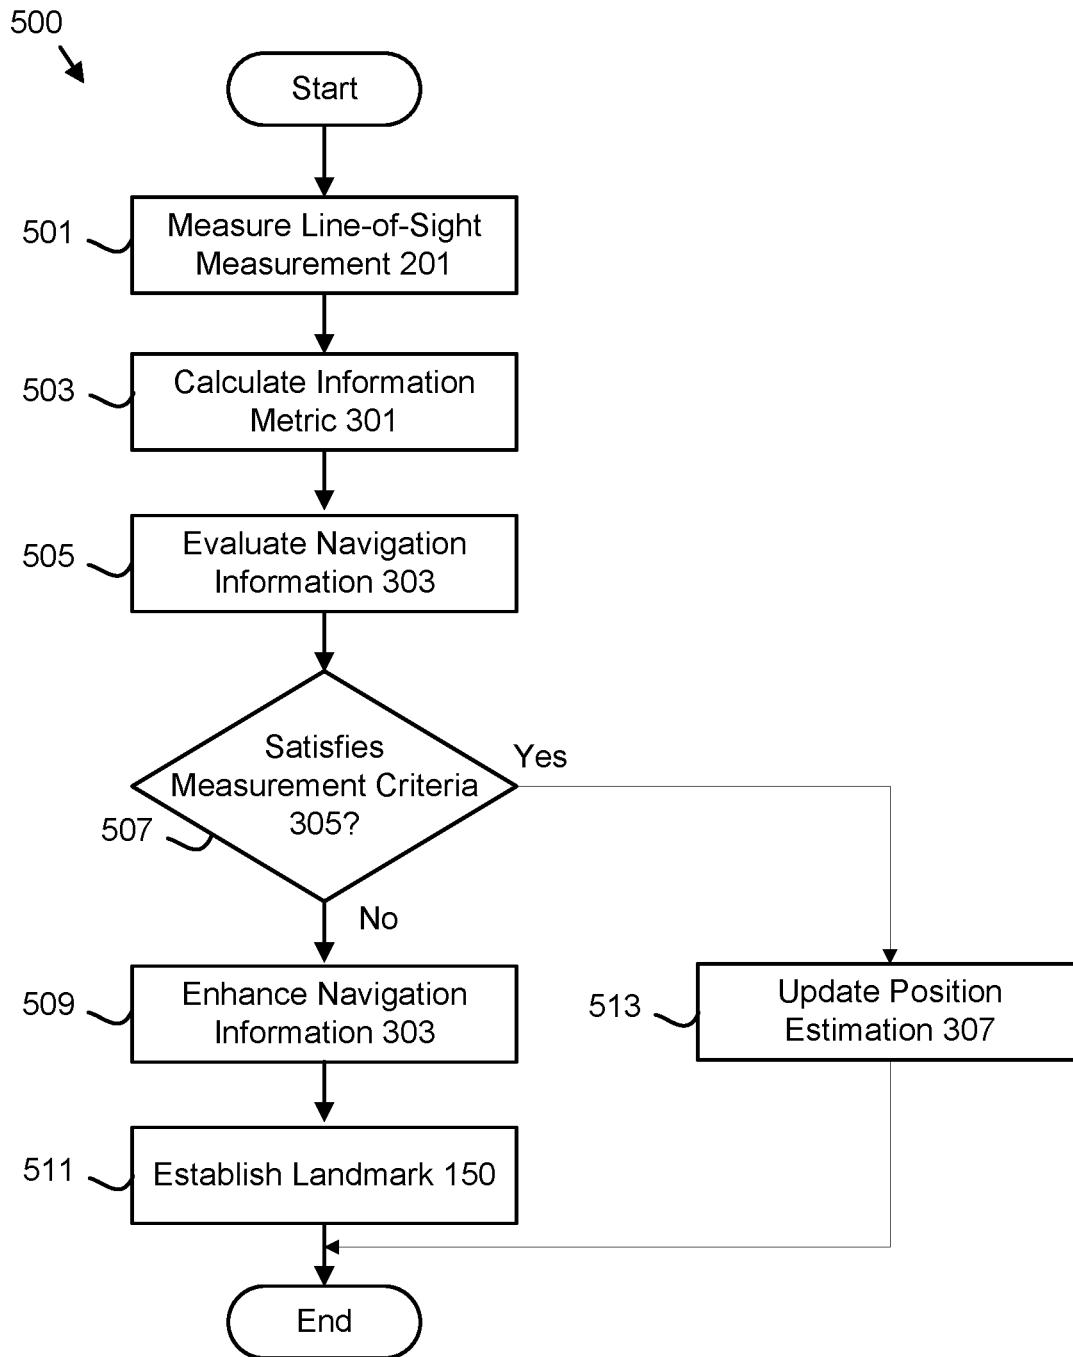 500
Start
501
Measure Line-of-Sight
Measurement 201
503
Calculate Information
Metric 301
505
Evaluate Navigation
Information 303
Satisfies
Measurement Criteria
305?
Yes
507
No
509
Enhance Navigation
Information 303
513
Update Position
Estimation 307
511
Establish Landmark 150
End